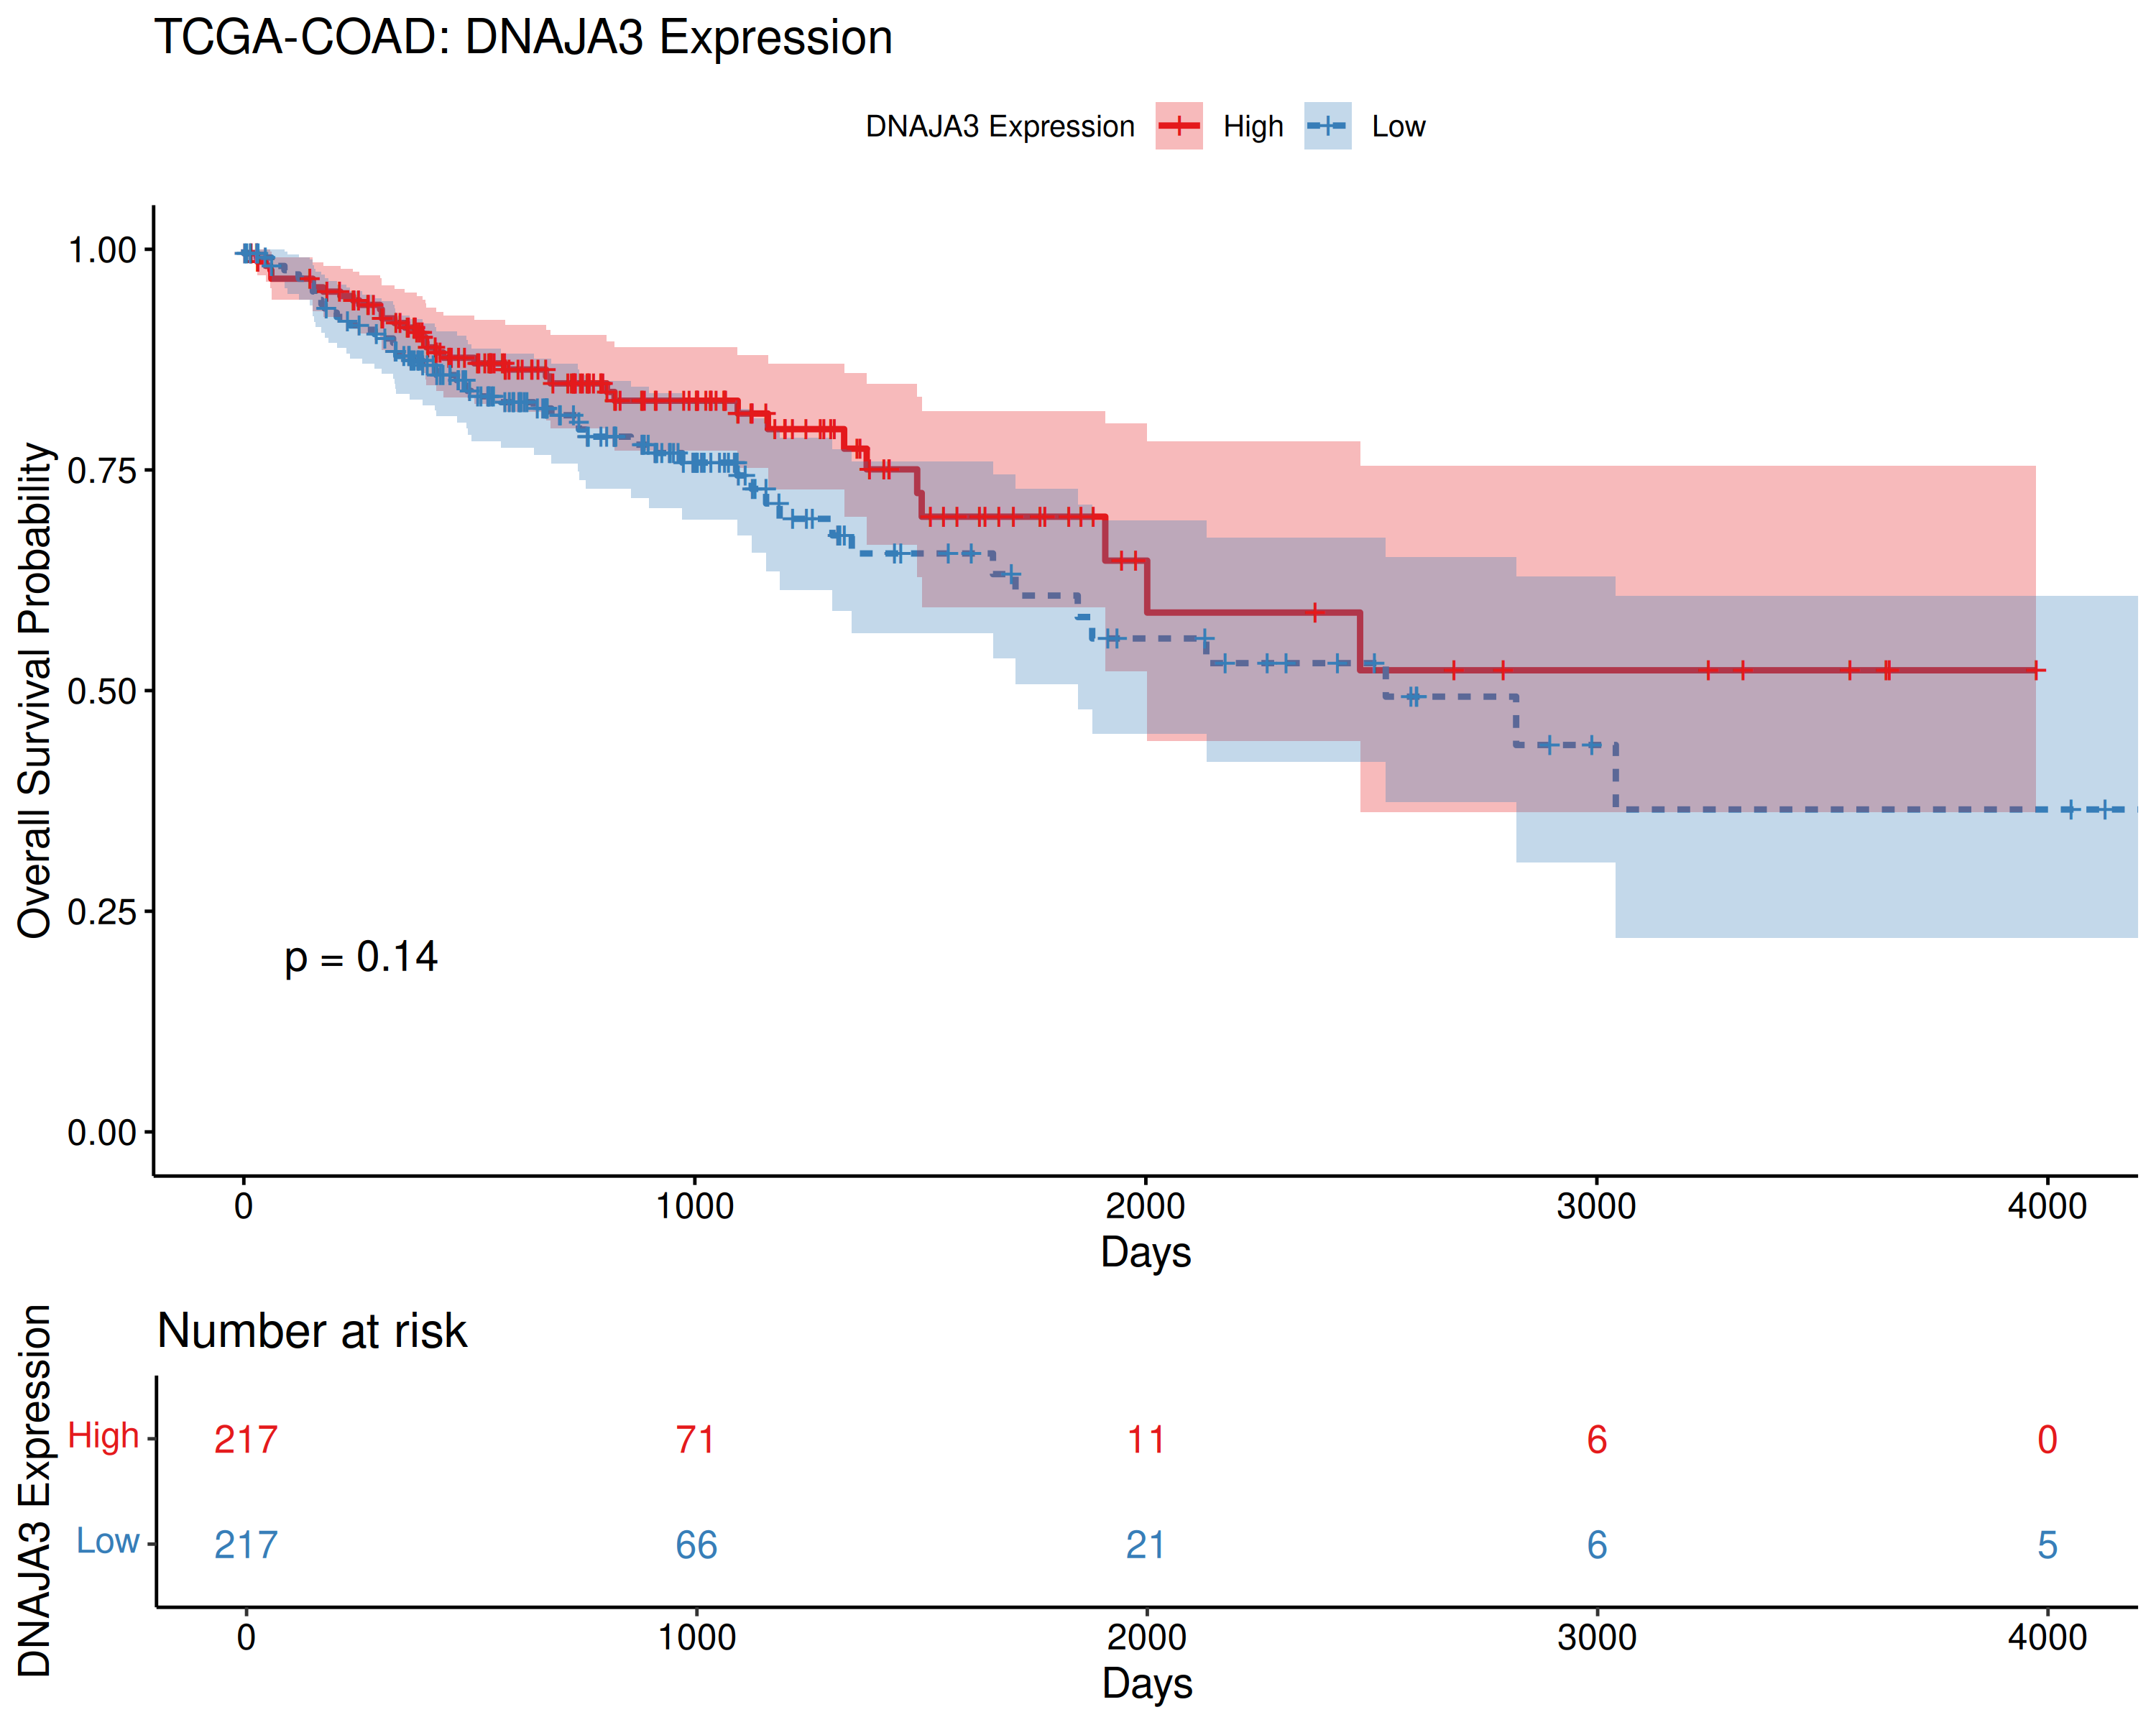 TCGA-COAD: DNAJA3 Expression
DNAJA3 Expression High Low
Overall Survival Probability
1.00
0.75
0.50
0.25
0.00
p = 0.14
0 1000 2000 3000 4000
Days
Number at risk
DNAJA3 Expression
High 217 71 11 6 0
Low 217 66 21 6 5
0 1000 2000 3000 4000
Days